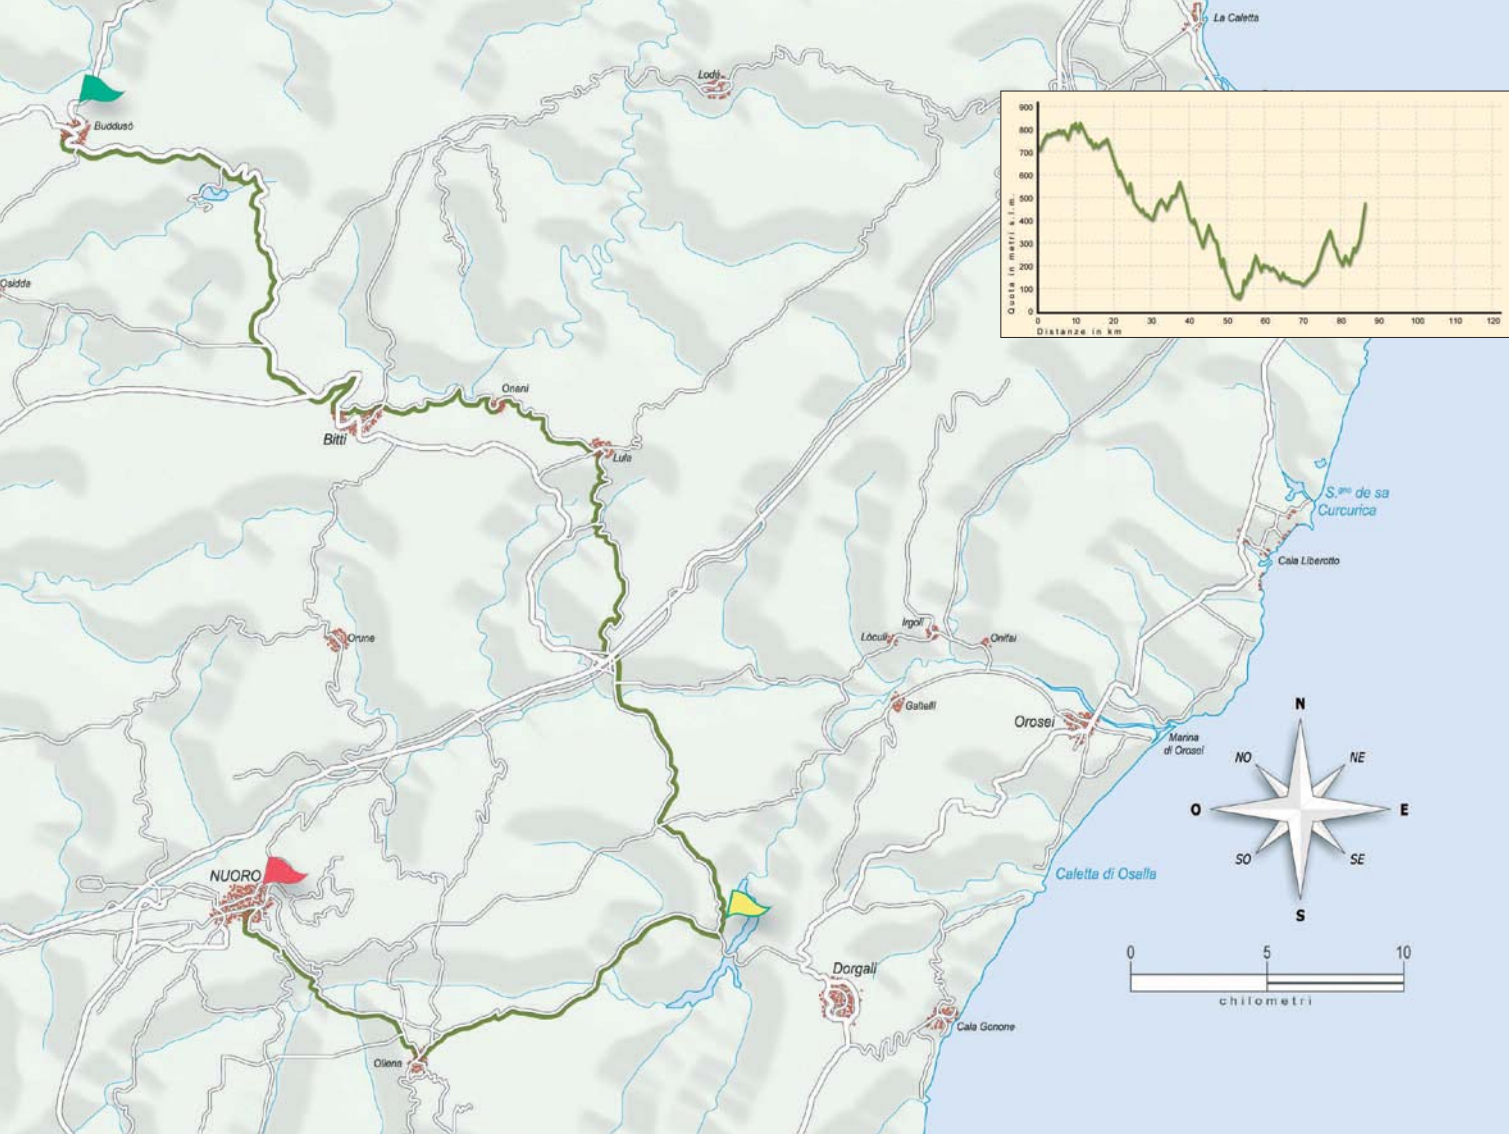 La Caletta
Lodè
Buddusò
900
800
700
600
500
400
300
200
100
0
Quota in metri s.l.m.
0 10 20 30 40 50 60 70 80 90 100 110 120
Distanze in km
Osidda
Onani
Bitti
Lula
S.gno de sa
Curcurica
Cala Liberotto
Orune
Irgoli
Lòculi
Onifai
Galtellì
Orosei
Marina
di Orosei
N
NO
NE
O
E
SO
SE
S
NUORO
Caletta di Osalla
0 5 10
chilometri
Dorgali
Cala Gonone
Oliena